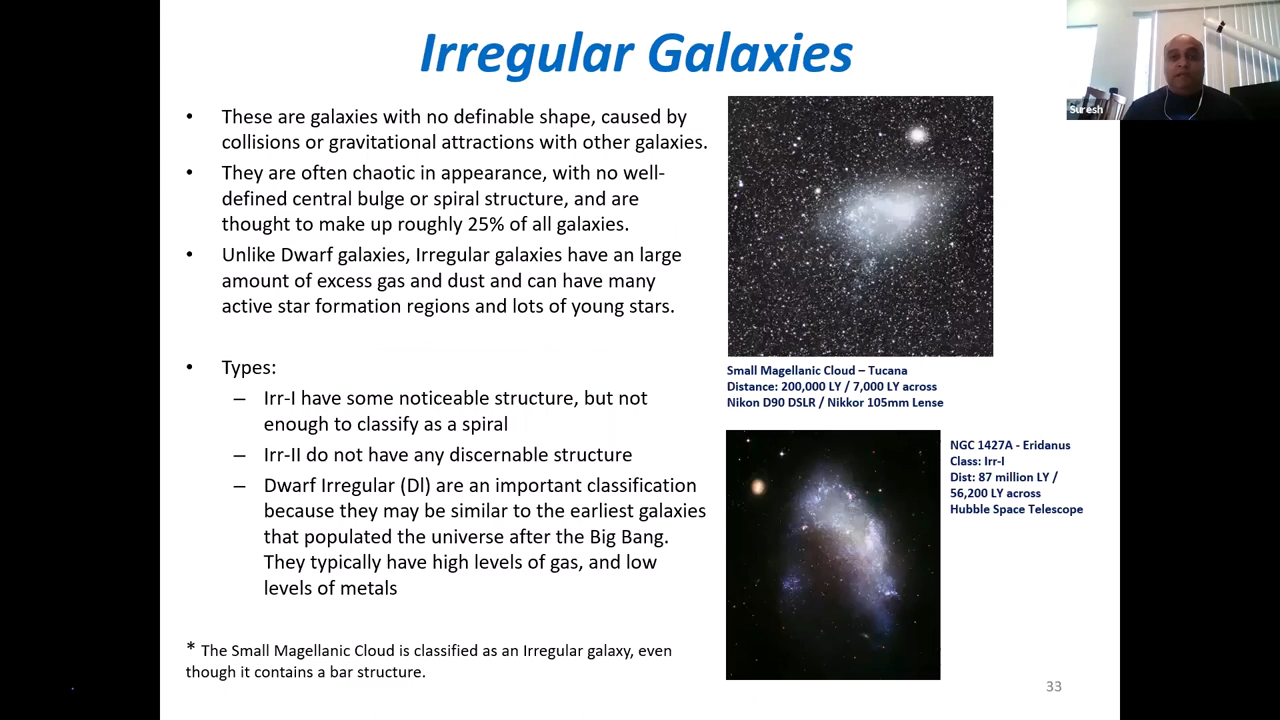 Irregular Galaxies
Suresh
• These are galaxies with no definable shape, caused by
collisions or gravitational attractions with other galaxies.
• They are often chaotic in appearance, with no well-
defined central bulge or spiral structure, and are
thought to make up roughly 25% of all galaxies.
• Unlike Dwarf galaxies, Irregular galaxies have an large
amount of excess gas and dust and can have many
active star formation regions and lots of young stars.
• Types:
– Irr-I have some noticeable structure, but not
enough to classify as a spiral
– Irr-II do not have any discernable structure
– Dwarf Irregular (Dl) are an important classification
because they may be similar to the earliest galaxies
that populated the universe after the Big Bang.
They typically have high levels of gas, and low
levels of metals
* The Small Magellanic Cloud is classified as an Irregular galaxy, even
though it contains a bar structure.
Small Magellanic Cloud – Tucana
Distance: 200,000 LY / 7,000 LY across
Nikon D90 DSLR / Nikkor 105mm Lense
NGC 1427A - Eridanus
Class: Irr-I
Dist: 87 million LY /
56,200 LY across
Hubble Space Telescope
33